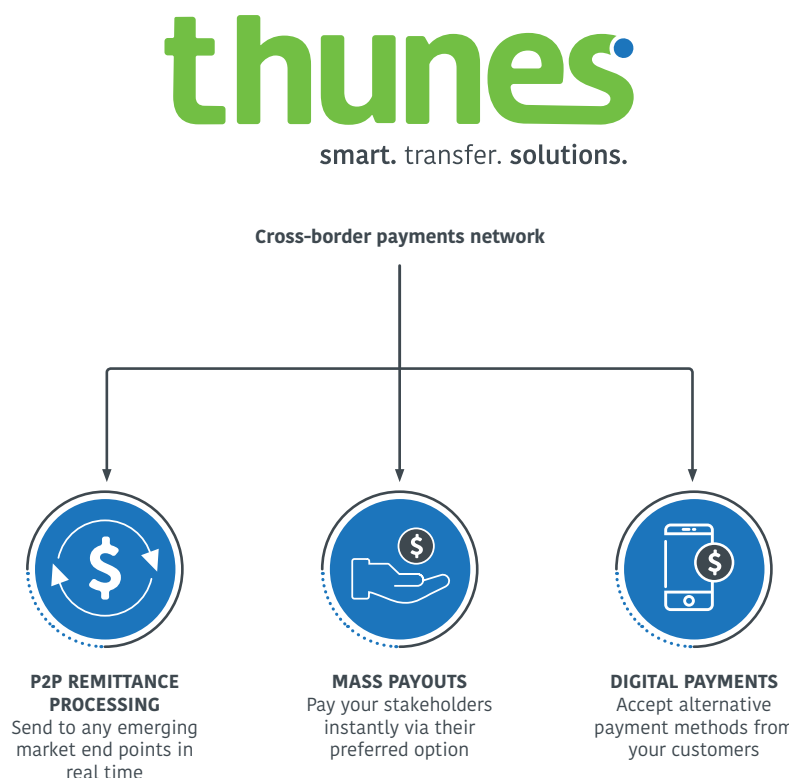 thunes
smart. transfer. solutions.
Cross-border payments network
$
$
$
P2P REMITTANCE
PROCESSING
Send to any emerging
market end points in
real time
MASS PAYOUTS
Pay your stakeholders
instantly via their
preferred option
DIGITAL PAYMENTS
Accept alternative
payment methods from
your customers